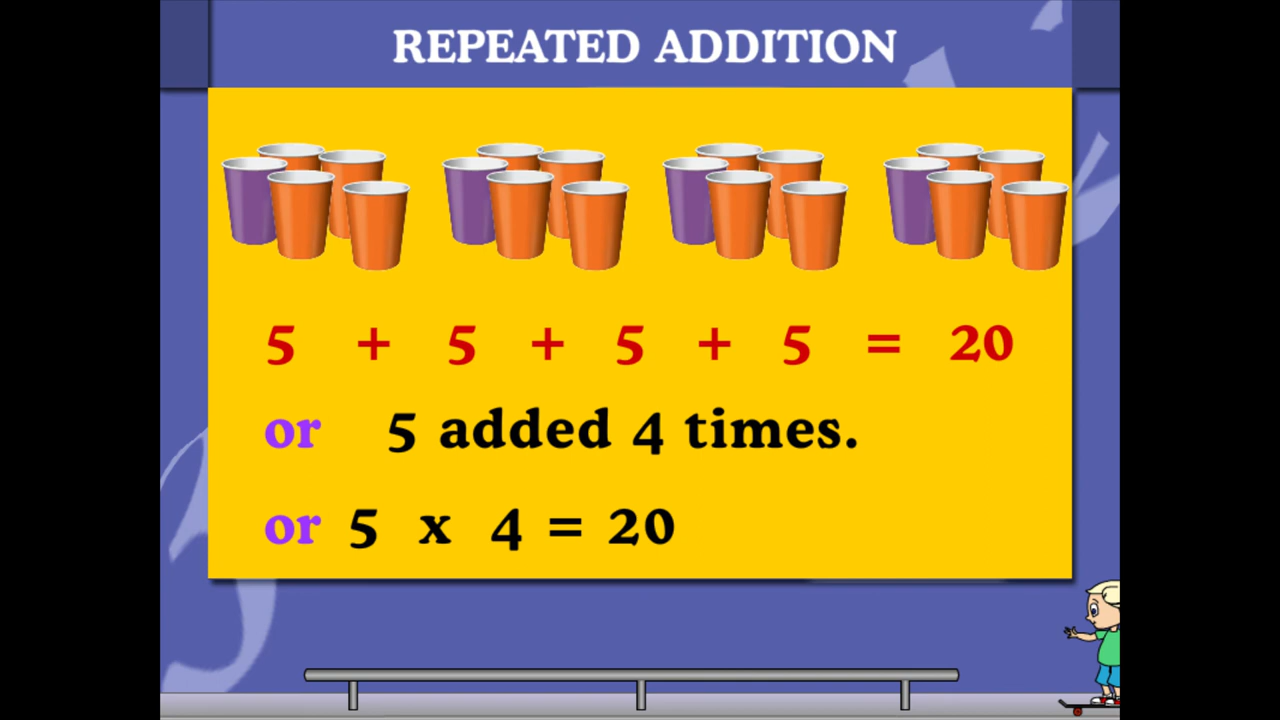 REPEATED ADDITION
5 + 5 + 5 + 5 = 20
or 5 added 4 times.
or 5 x 4 = 20